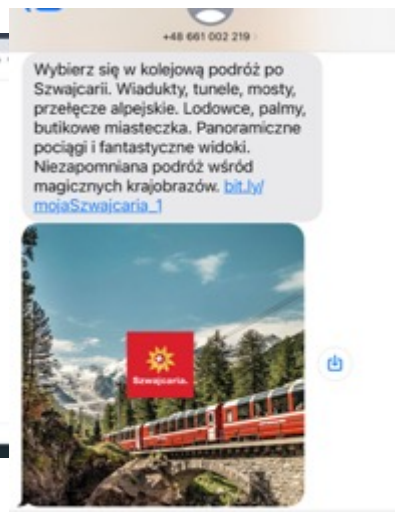 +48 661 002 219
Wybierz się w kolejową podróż po
Szwajcarii. Wiadukty, tunele, mosty,
przełęcze alpejskie. Lodowce, palmy,
butikowe miasteczka. Panoramiczne
pociągi i fantastyczne widoki.
Niezapomniana podróż wśród
magicznych krajobrazów. bit.ly/
mojaSzwajcaria_1
Szwajcaria.